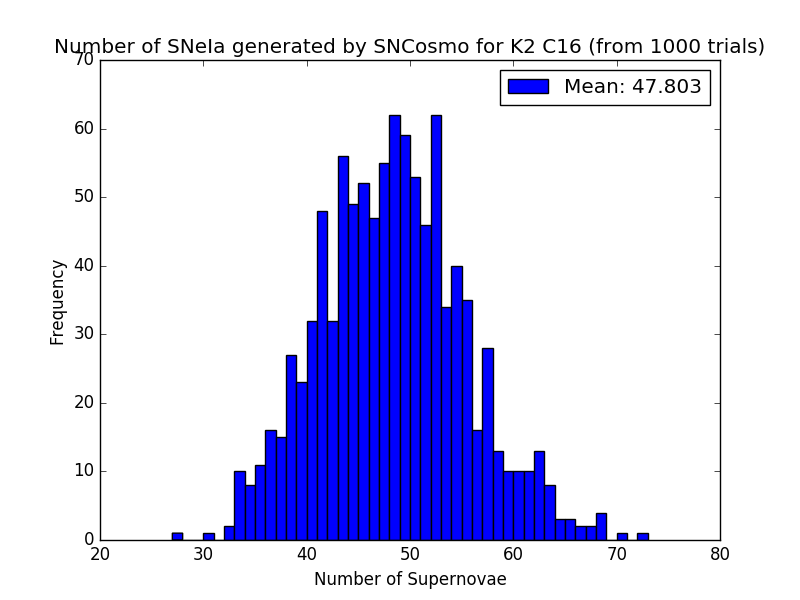 Number of SNeIa generated by SNCosmo for K2 C16 (from 1000 trials)
Mean: 47.803
70
60
50
40
30
20
10
0
Frequency
20 30 40 50 60 70 80
Number of Supernovae